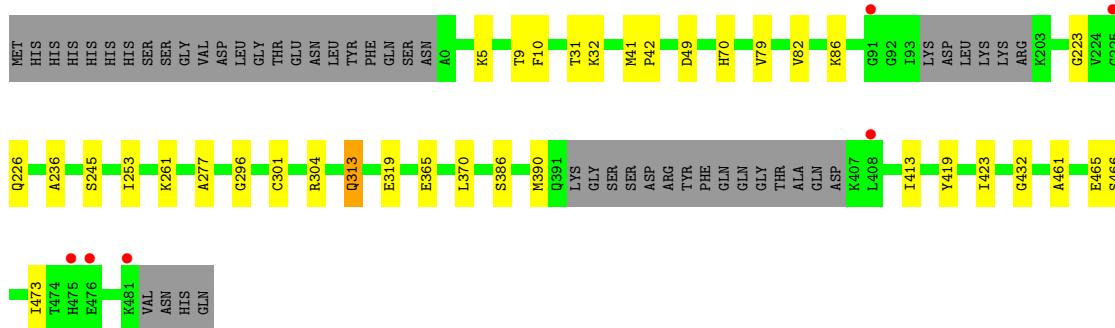 MET HIS HIS HIS HIS HIS HIS SER SER GLY VAL ASP LEU GLY THR GLU ASN LEU TYR PHE GLN SER ASN A0 K5 T9 F10 T31 K32 M41 P42 D49 H70 V79 V82 K86 G91 G92 I93 LYS ASP LEU LYS LYS ARG K203 G223 V224
Q226 A236 S245 I253 K261 A277 G296 C301 R304 Q313 E319 E365 L370 S386 M390 Q391 LYS GLY SER SER ASP ARG TYR PHE GLN GLN GLY THR ALA GLN ASP K407 L408 I413 Y419 I423 G432 A461 E465 S466
I473 T474 H475 E476 K481 VAL ASN HIS GLN